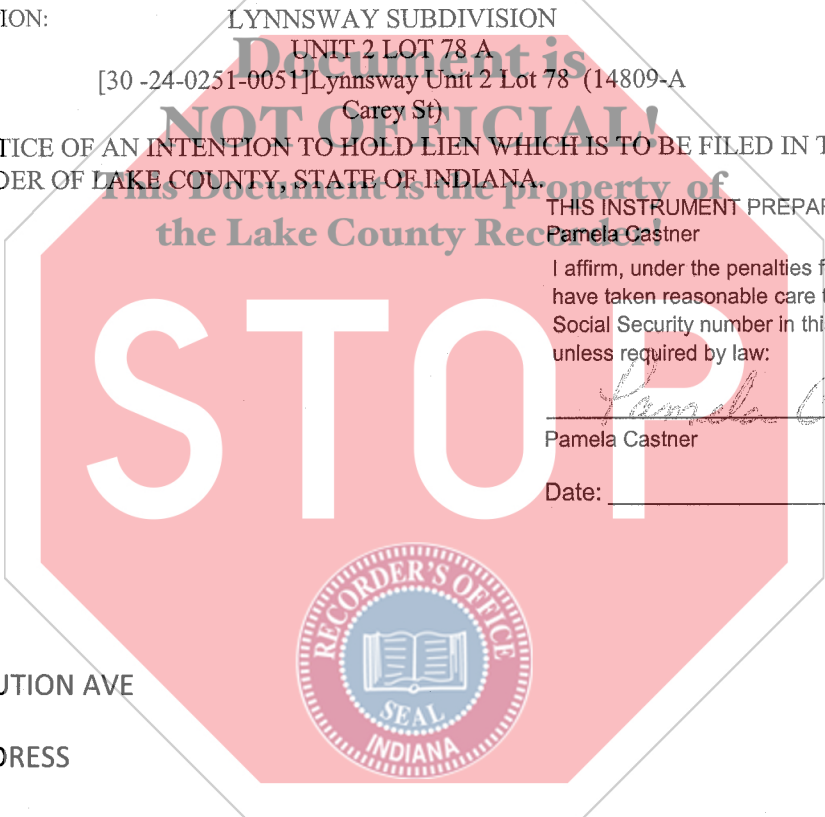 ION:
LYNNSWAY SUBDIVISION
UNIT 2 LOT 78 A
[30 -24-0251-0051]Lynnsway Unit 2 Lot 78 (14809-A
Carey St)
Document is
NOT OFFICIAL!
This Document is the property of
the Lake County Recorder!
TICE OF AN INTENTION TO HOLD LIEN WHICH IS TO BE FILED IN T
DER OF LAKE COUNTY, STATE OF INDIANA.
THIS INSTRUMENT PREPAR
Pamela Castner
I affirm, under the penalties f
have taken reasonable care t
Social Security number in thi
unless required by law:
Pamela C
Pamela Castner
Date:
STOP
RECORDER'S OFFICE
SEAL
INDIANA
UTION AVE
DRESS